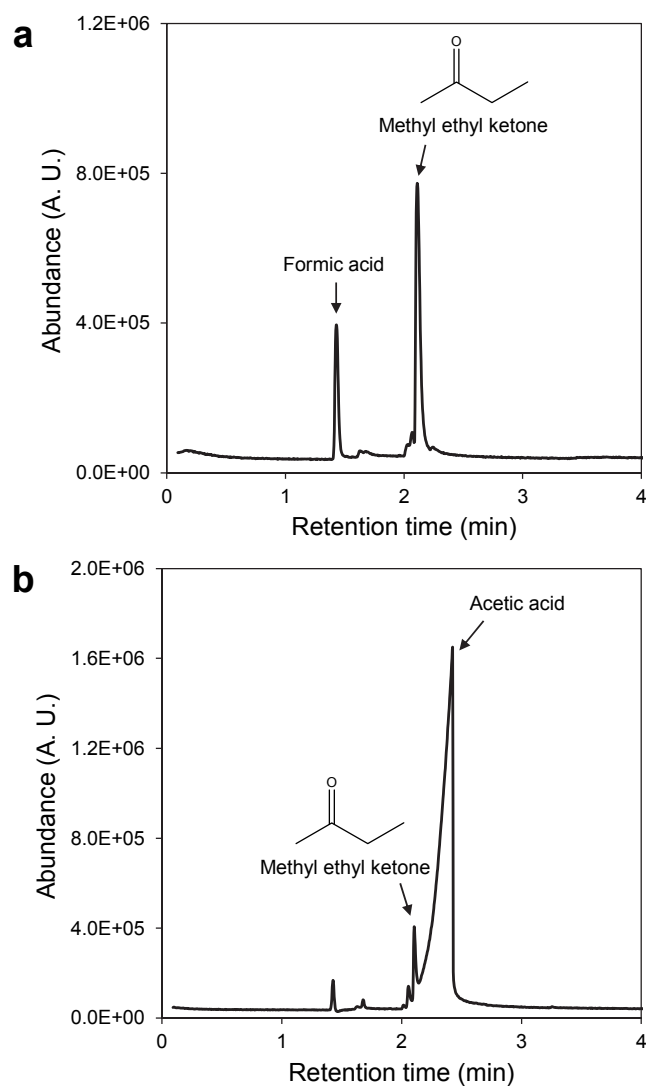 a
1.2E+06
O
Methyl ethyl ketone
8.0E+05
Formic acid
4.0E+05
0.0E+00
Abundance (A. U.)
0 1 2 3 4
Retention time (min)
b
2.0E+06
Acetic acid
1.6E+06
1.2E+06
O
8.0E+05
Methyl ethyl ketone
4.0E+05
0.0E+00
Abundance (A. U.)
0 1 2 3 4
Retention time (min)